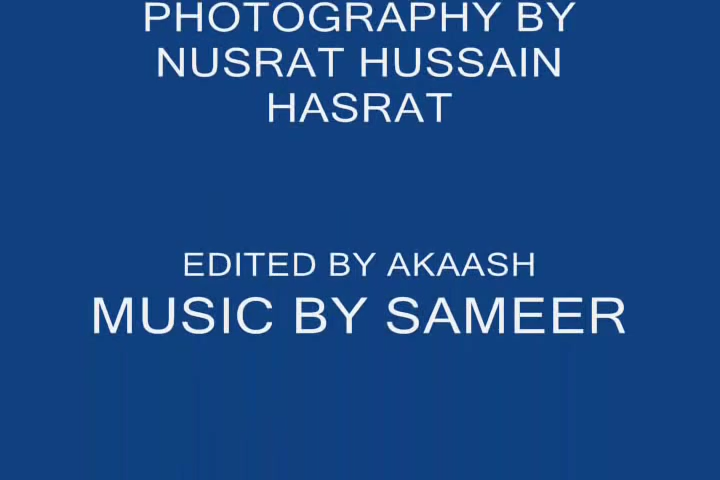 PHOTOGRAPHY BY
NUSRAT HUSSAIN
HASRAT
EDITED BY AKAASH
MUSIC BY SAMEER